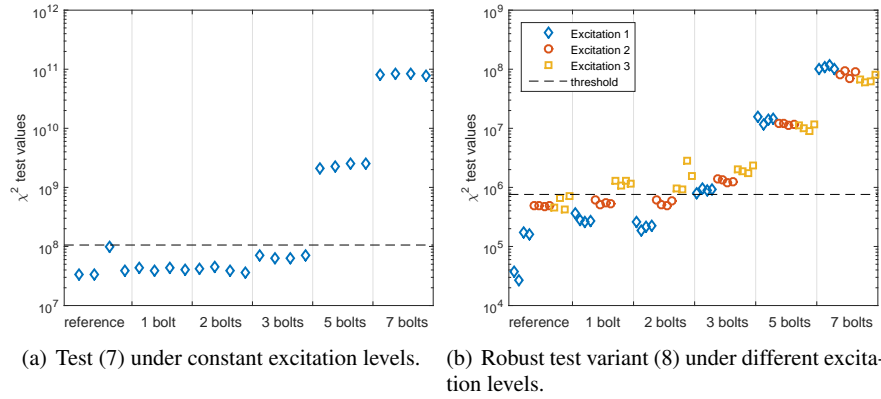 10^12
10^11
10^10
10^9
10^8
10^7
χ² test values
reference 1 bolt 2 bolts 3 bolts 5 bolts 7 bolts
(a) Test (7) under constant excitation levels.
10^9
10^8
10^7
10^6
10^5
10^4
χ² test values
Excitation 1
Excitation 2
Excitation 3
threshold
reference 1 bolt 2 bolts 3 bolts 5 bolts 7 bolts
(b) Robust test variant (8) under different excita-
tion levels.